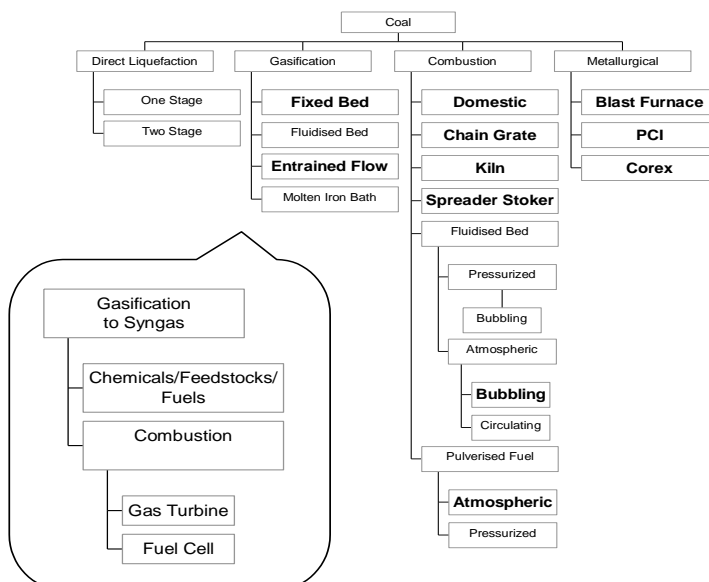 Coal
Direct Liquefaction
One Stage
Two Stage
Gasification
Fixed Bed
Fluidised Bed
Entrained Flow
Molten Iron Bath
Combustion
Domestic
Chain Grate
Kiln
Spreader Stoker
Fluidised Bed
Pressurized
Bubbling
Atmospheric
Bubbling
Circulating
Pulverised Fuel
Atmospheric
Pressurized
Metallurgical
Blast Furnace
PCI
Corex
Gasification
to Syngas
Chemicals/Feedstocks/
Fuels
Combustion
Gas Turbine
Fuel Cell